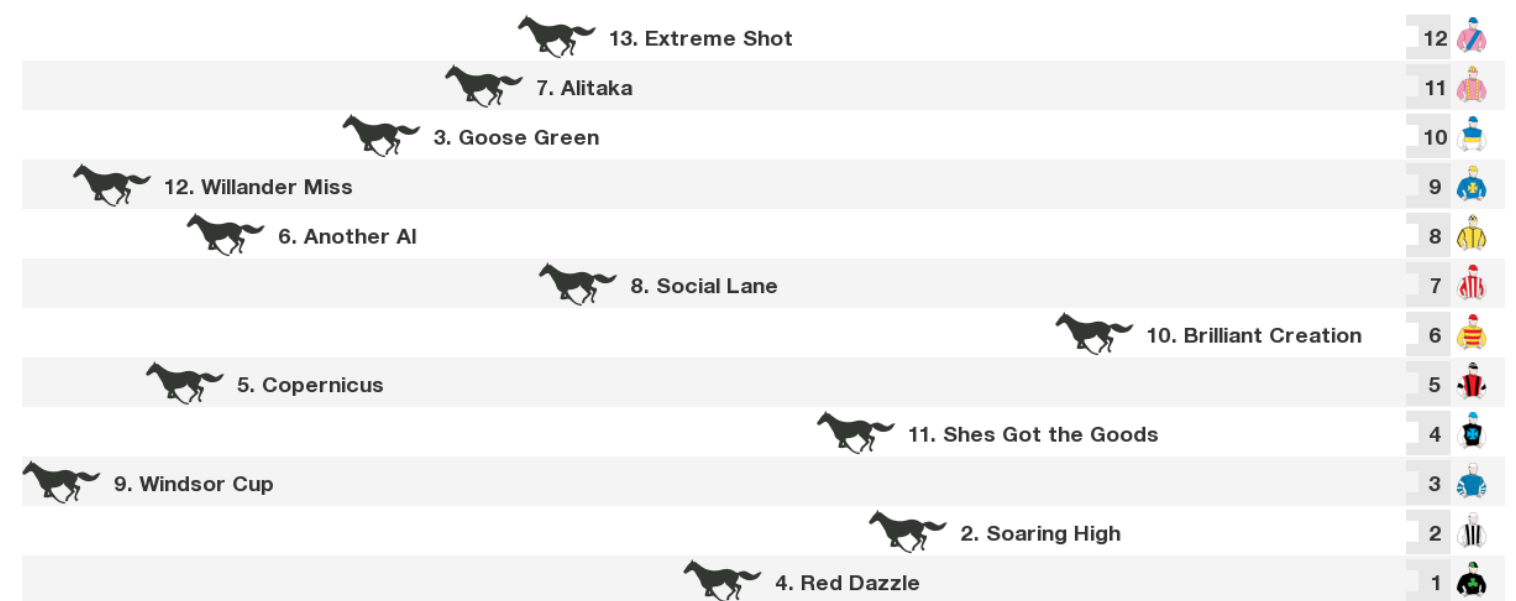 13. Extreme Shot 12
7. Alitaka 11
3. Goose Green 10
12. Willander Miss 9
6. Another Al 8
8. Social Lane 7
10. Brilliant Creation 6
5. Copernicus 5
11. Shes Got the Goods 4
9. Windsor Cup 3
2. Soaring High 2
4. Red Dazzle 1